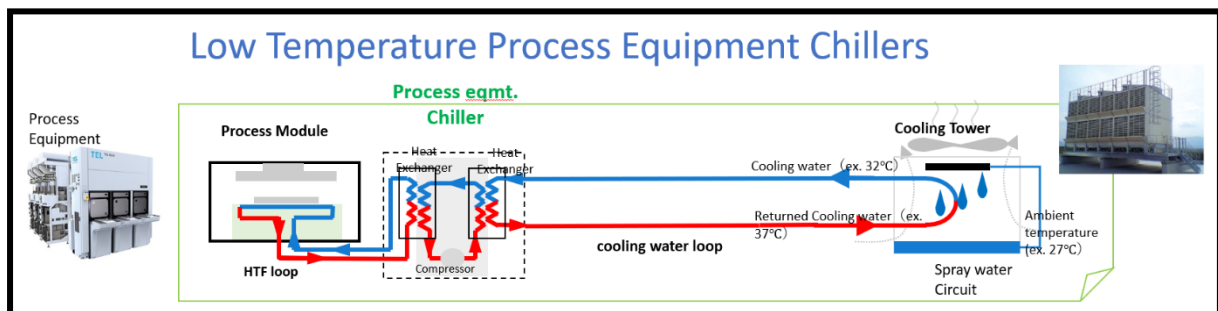 Low Temperature Process Equipment Chillers
Process eqmt.
Chiller
Process
Equipment
Process Module
Heat
Exchanger
Heat
Exchanger
Cooling Tower
TEL
Cooling water（ex. 32℃）
Returned Cooling water（ex.
37℃）
Ambient
temperature
(ex. 27℃）
cooling water loop
HTF loop
Compressor
Spray water
Circuit